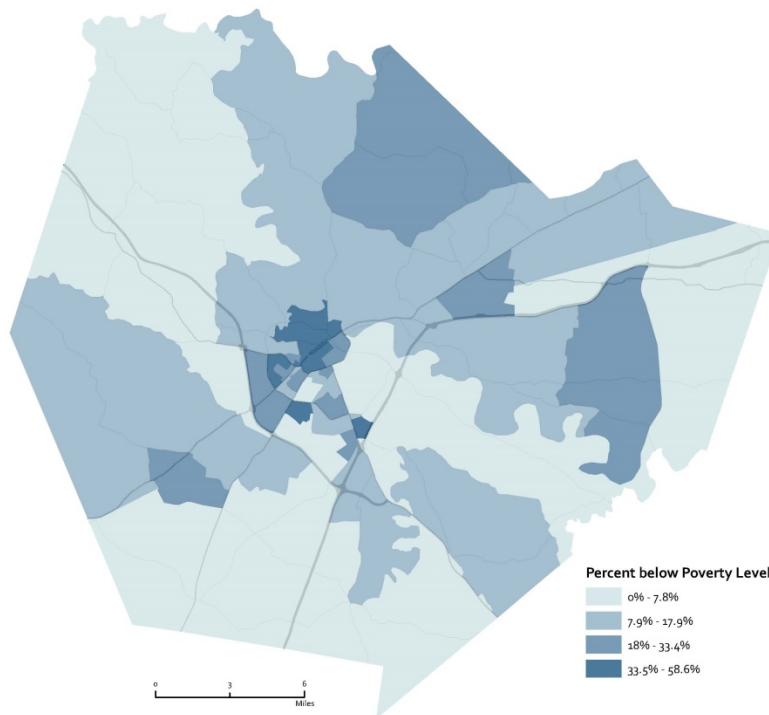 Percent below Poverty Level
0% - 7.8%
7.9% - 17.9%
18% - 33.4%
33.5% - 58.6%
0 3 6
Miles